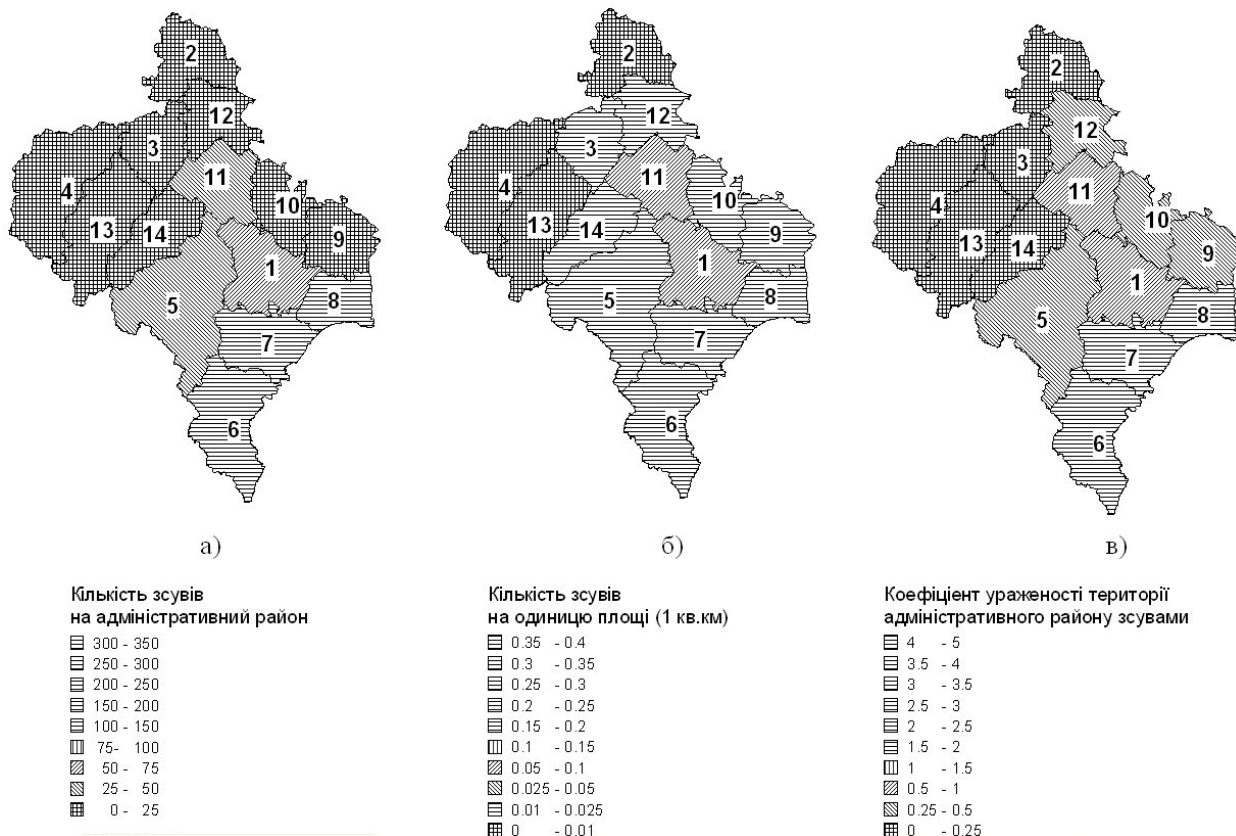 2
12
3
4
11
10
13
14
9
1
8
5
7
6
а)
2
12
3
11
4
10
14
13
9
1
8
5
7
6
б)
2
12
3
11
4
10
13
14
9
1
8
5
7
6
в)
Кількість зсувів
на адміністративний район
300 - 350
250 - 300
200 - 250
150 - 200
100 - 150
75- 100
50 - 75
25 - 50
0 - 25
Кількість зсувів
на одиницю площі (1 кв.км)
0.35 - 0.4
0.3 - 0.35
0.25 - 0.3
0.2 - 0.25
0.15 - 0.2
0.1 - 0.15
0.05 - 0.1
0.025 - 0.05
0.01 - 0.025
0 - 0.01
Коефіцієнт ураженості території
адміністративного району зсувами
4 - 5
3.5 - 4
3 - 3.5
2.5 - 3
2 - 2.5
1.5 - 2
1 - 1.5
0.5 - 1
0.25 - 0.5
0 - 0.25